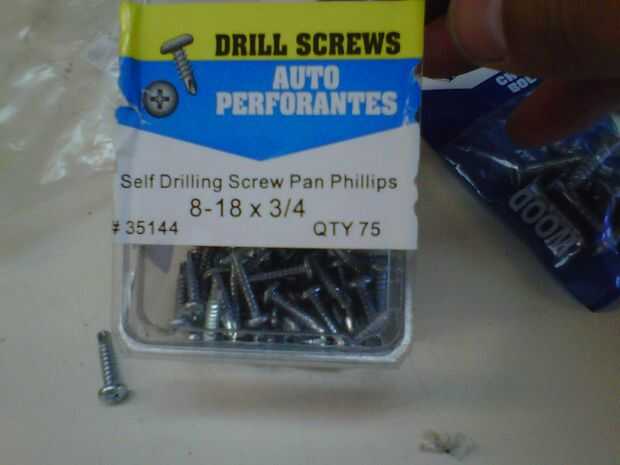 DRILL SCREWS
AUTO
PERFORANTES
Self Drilling Screw Pan Phillips
8-18 x 3/4
# 35144 QTY 75
WOOD